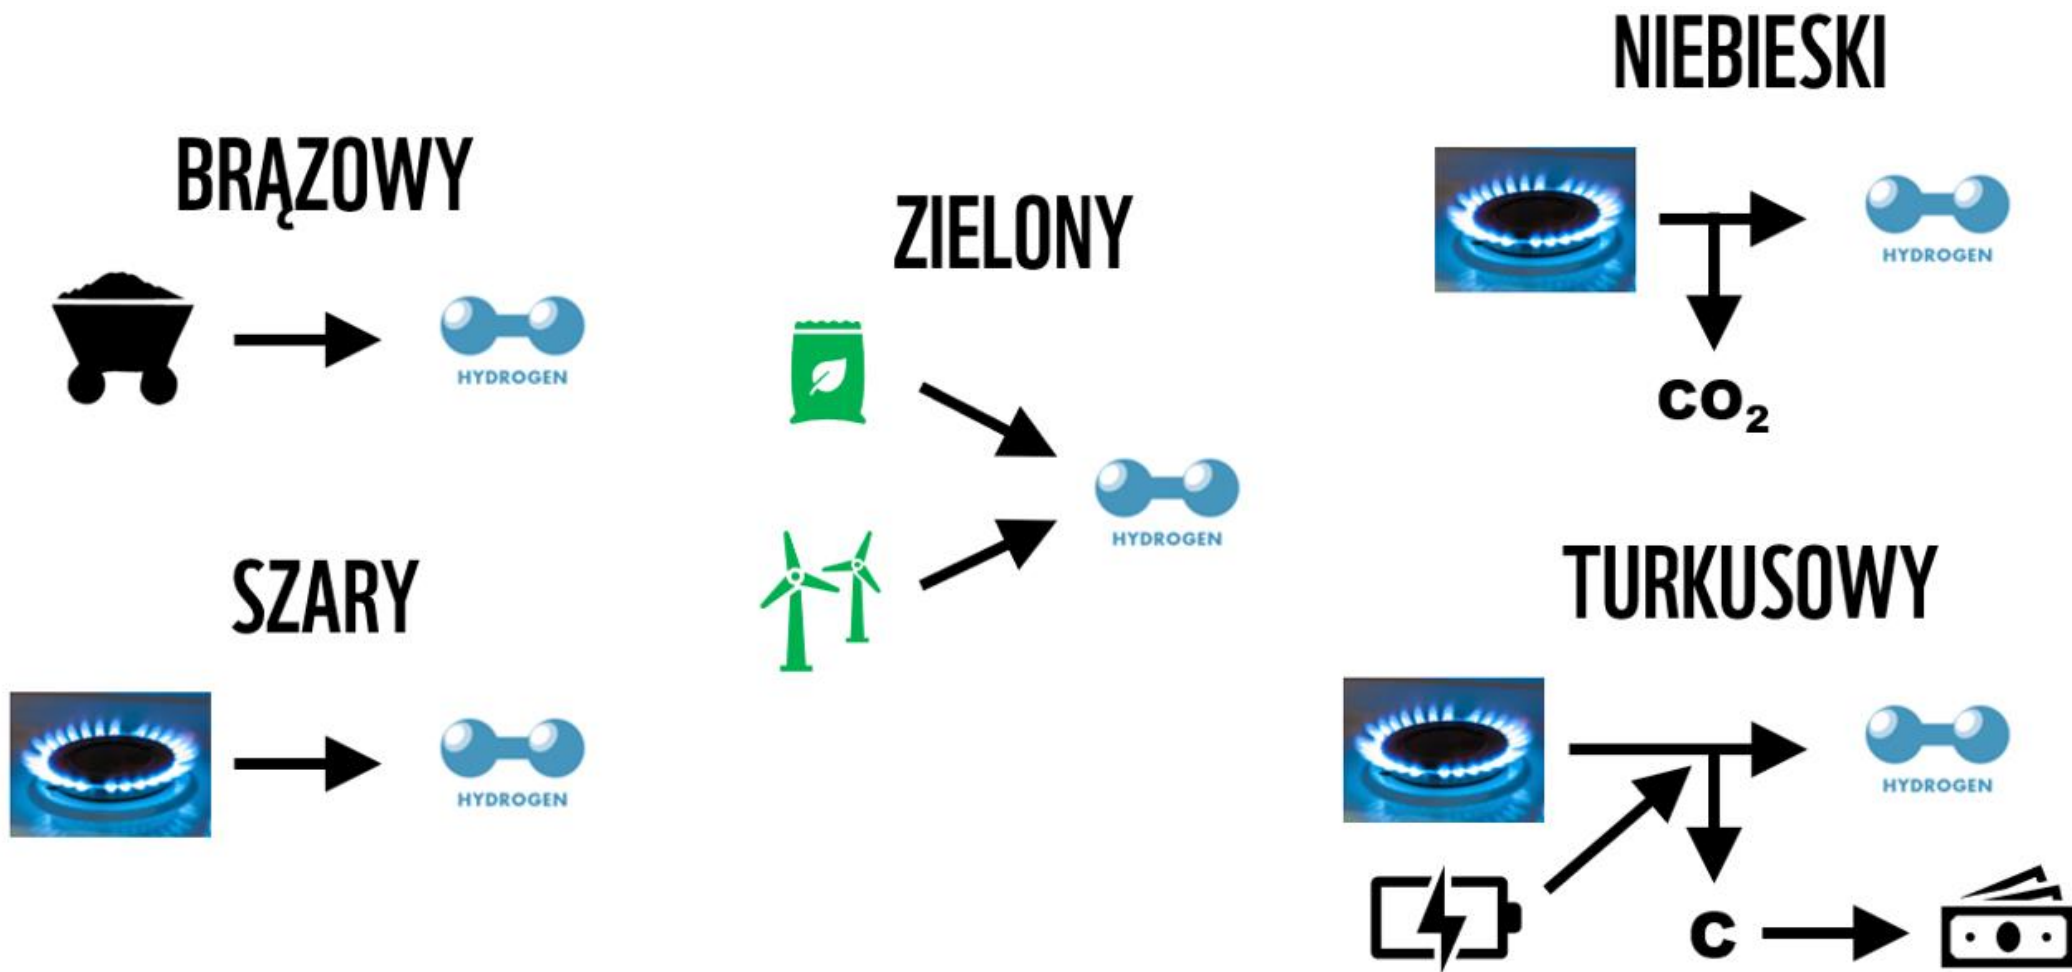 BRĄZOWY
HYDROGEN
SZARY
HYDROGEN
ZIELONY
HYDROGEN
NIEBIESKI
HYDROGEN
CO₂
TURKUSOWY
HYDROGEN
C